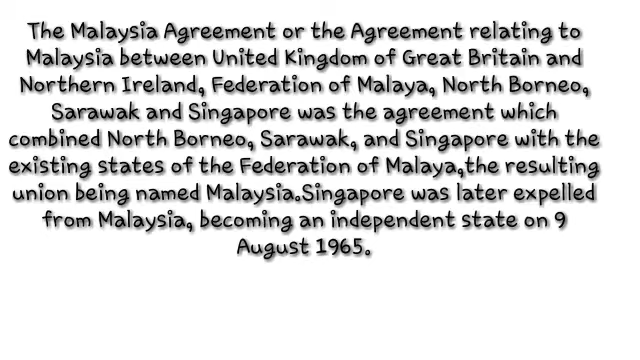 The Malaysia Agreement or the Agreement relating to
Malaysia between United Kingdom of Great Britain and
Northern Ireland, Federation of Malaya, North Borneo,
Sarawak and Singapore was the agreement which
combined North Borneo, Sarawak, and Singapore with the
existing states of the Federation of Malaya,the resulting
union being named Malaysia.Singapore was later expelled
from Malaysia, becoming an independent state on 9
August 1965.